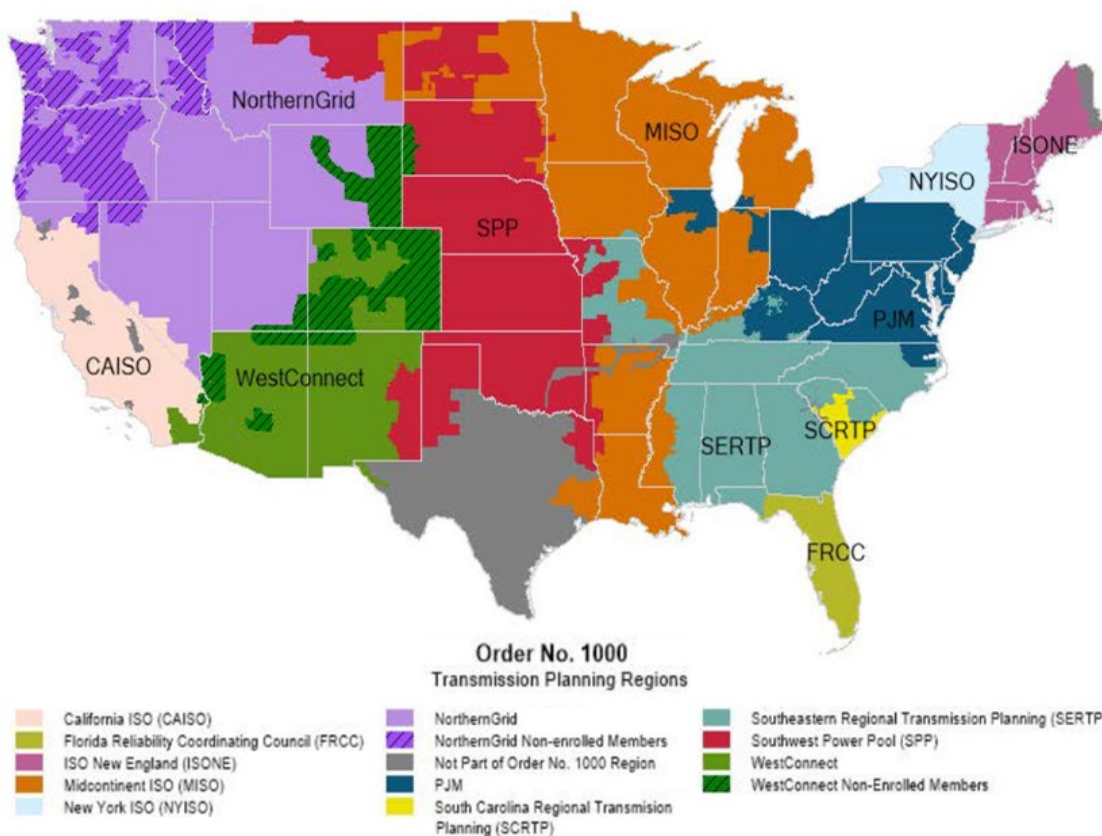 NorthernGrid
MISO
ISONE
NYISO
SPP
PJM
CAISO
WestConnect
SCRTP
SERTP
FRCC
Order No. 1000
Transmission Planning Regions
California ISO (CAISO)
Florida Reliability Coordinating Council (FRCC)
ISO New England (ISONE)
Midcontinent ISO (MISO)
New York ISO (NYISO)
NorthernGrid
NorthernGrid Non-enrolled Members
Not Part of Order No. 1000 Region
PJM
South Carolina Regional Transmision
Planning (SCRTP)
Southeastern Regional Transmission Planning (SERTP
Southwest Power Pool (SPP)
WestConnect
WestConnect Non-Enrolled Members